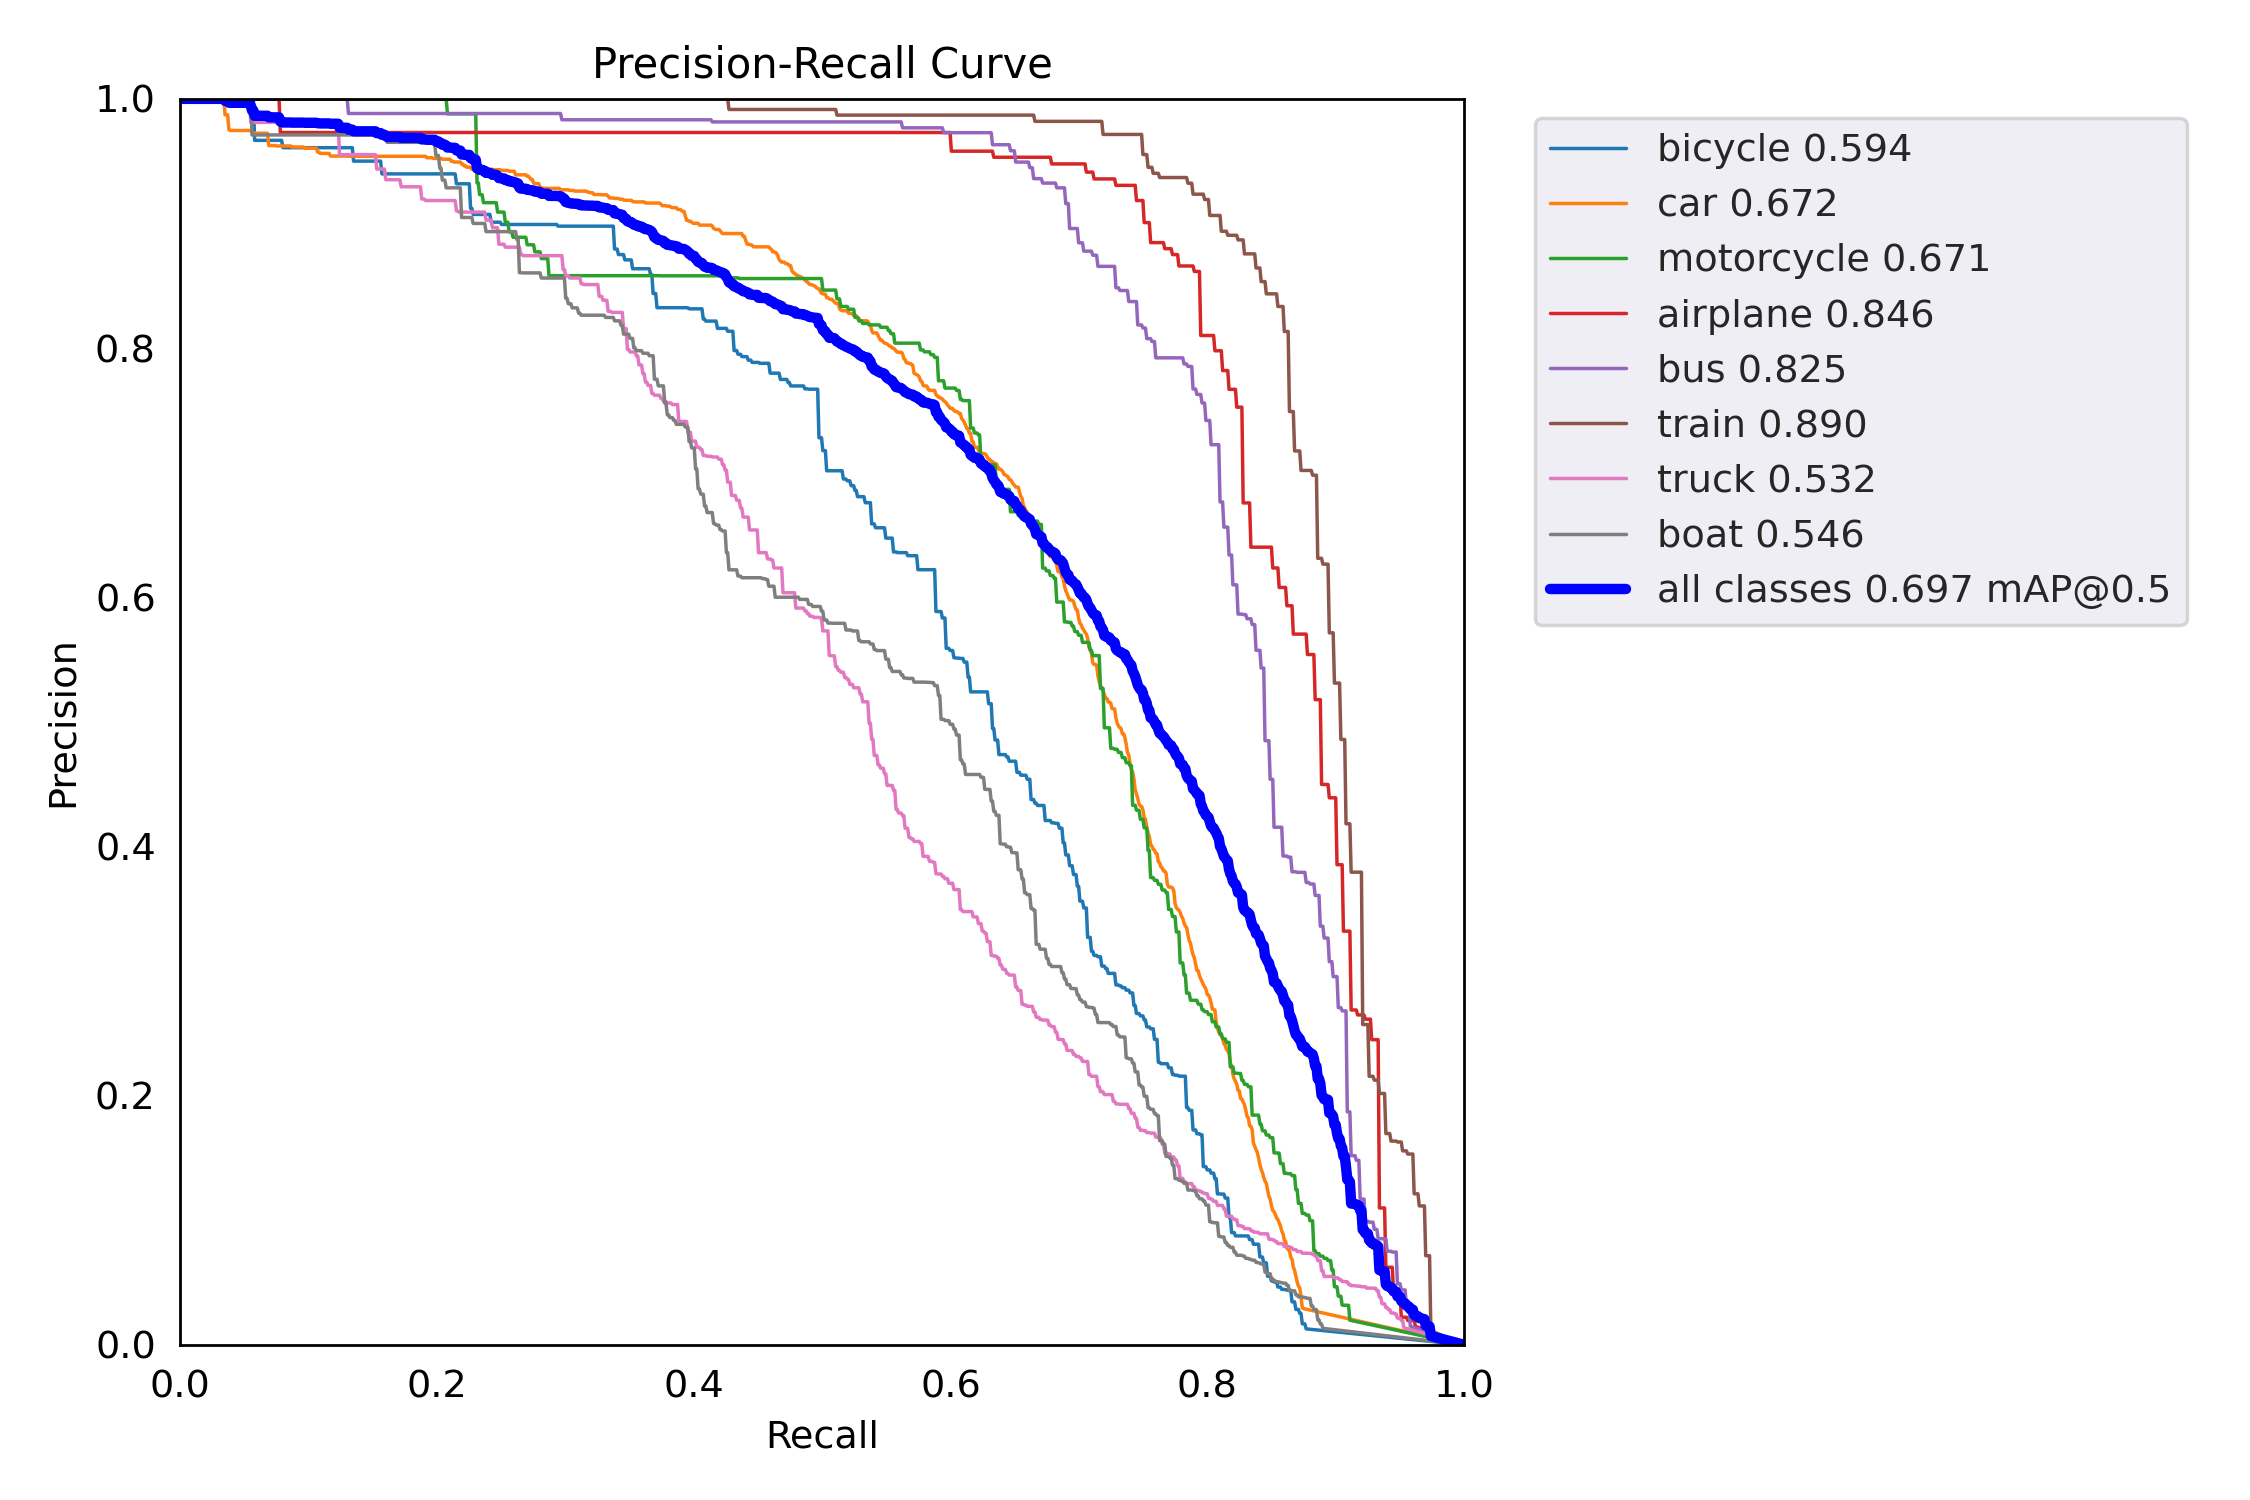 Precision-Recall Curve
1.0
0.8
0.6
0.4
0.2
0.0
Precision
0.0 0.2 0.4 0.6 0.8 1.0
Recall
bicycle 0.594
car 0.672
motorcycle 0.671
airplane 0.846
bus 0.825
train 0.890
truck 0.532
boat 0.546
all classes 0.697 mAP@0.5